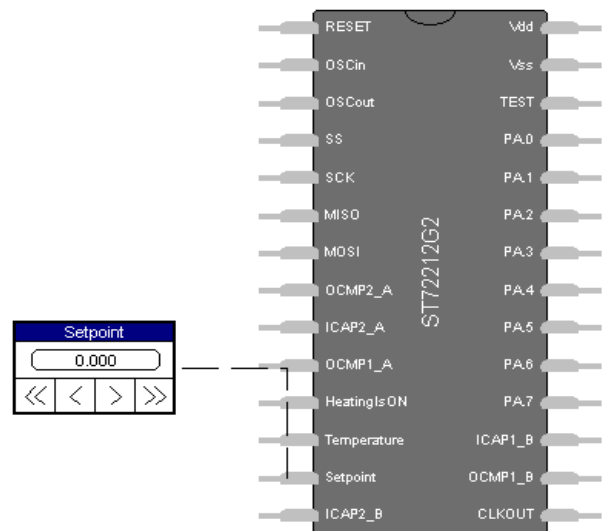 RESET Vdd
OSCin Vss
OSCout TEST
SS PA.0
SCK PA.1
MISO PA.2
MOSI PA.3
ST72212G2
OCMP2_A PA.4
ICAP2_A PA.5
Setpoint
0.000
<< < > >>
OCMP1_A PA.6
HeatingIsON PA.7
Temperature ICAP1_B
Setpoint OCMP1_B
ICAP2_B CLKOUT